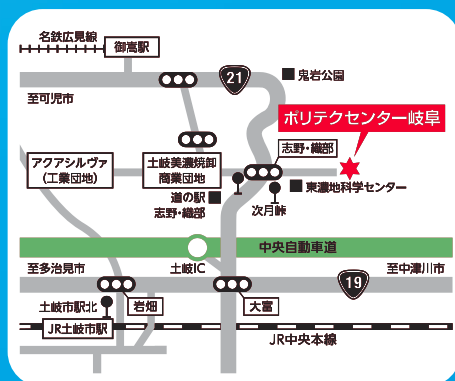 名鉄広見線
御嵩駅
21
鬼岩公園
至可児市
ポリテクセンター岐阜
志野・織部
アクアシルヴァ
(工業団地)
土岐美濃焼卸
商業団地
道の駅
志野・織部
東濃地科学センター
次月峠
中央自動車道
至多治見市
土岐IC
至中津川市
19
土岐市駅北
岩畑
大富
JR土岐市駅
JR中央本線